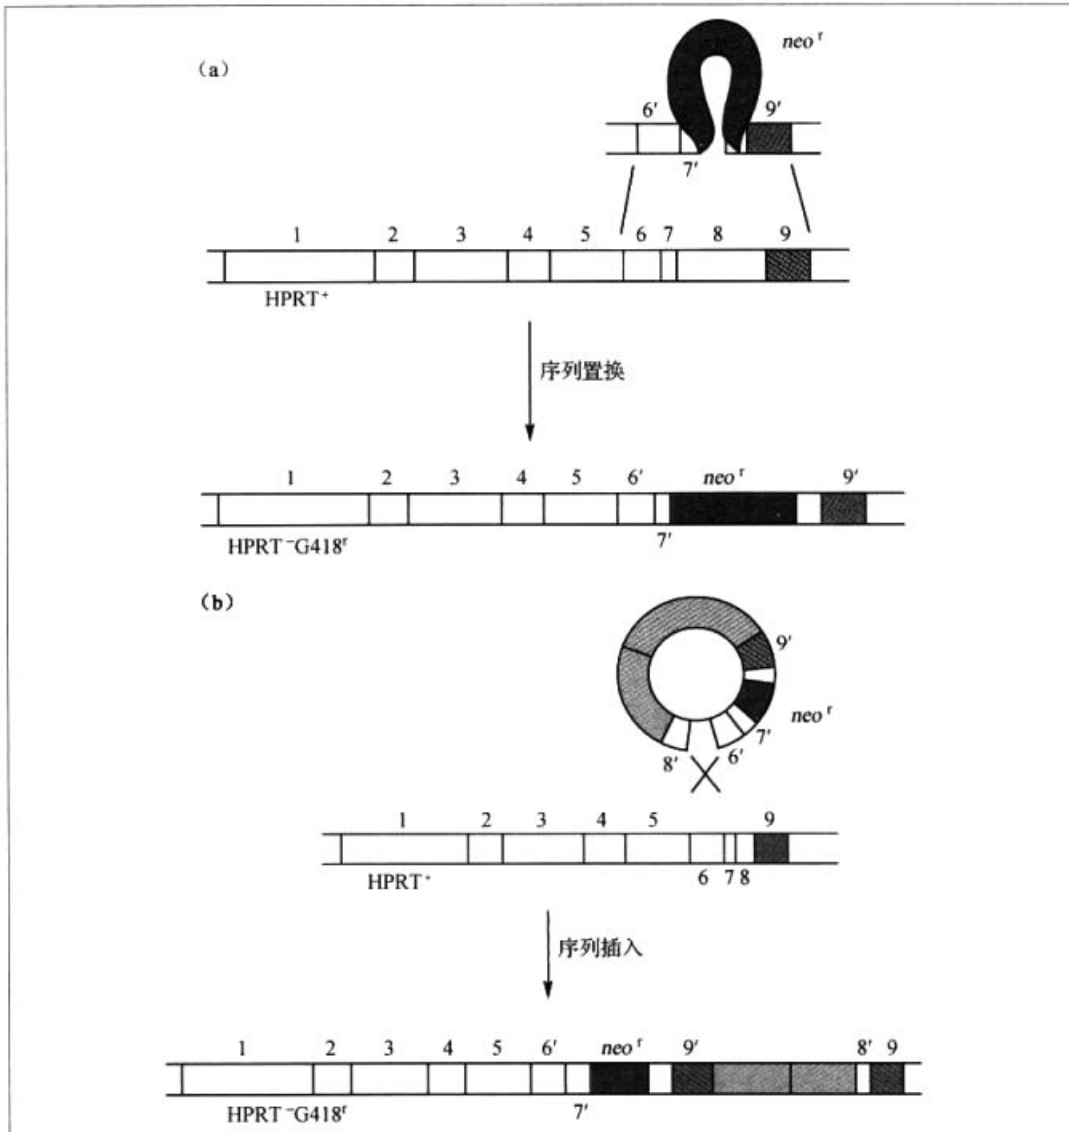 (a)
neo r
6′ 9′
7′
1 2 3 4 5 6 7 8 9
HPRT+
序列置换
1 2 3 4 5 6′ neo r 9′
7′
HPRT−G418r
(b)
9′
neo r
7′
8′ 6′
1 2 3 4 5 9
HPRT+ 6 7 8
序列插入
1 2 3 4 5 6′ neo r 9′ 8′ 9
HPRT−G418r 7′